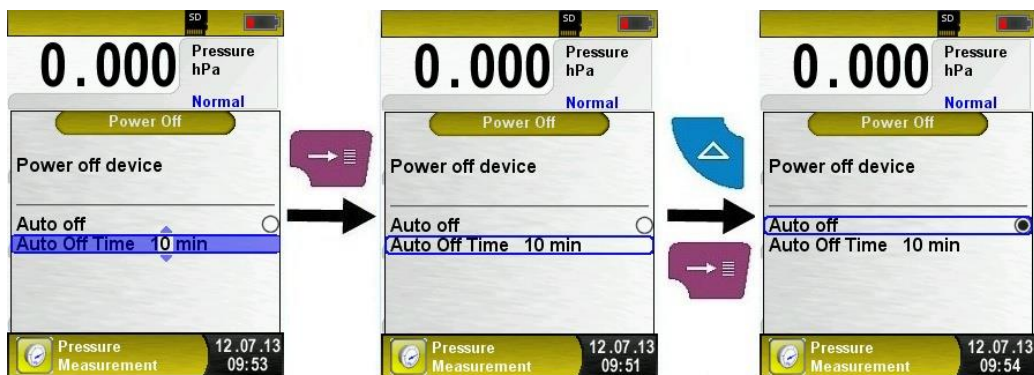 SD
0.000
Pressure
hPa
Normal
Power Off
Power off device
Auto off
Auto Off Time 10 min
Pressure
Measurement
12.07.13
09:53
SD
0.000
Pressure
hPa
Normal
Power Off
Power off device
Auto off
Auto Off Time 10 min
Pressure
Measurement
12.07.13
09:51
SD
0.000
Pressure
hPa
Normal
Power Off
Power off device
Auto off
Auto Off Time 10 min
Pressure
Measurement
12.07.13
09:54